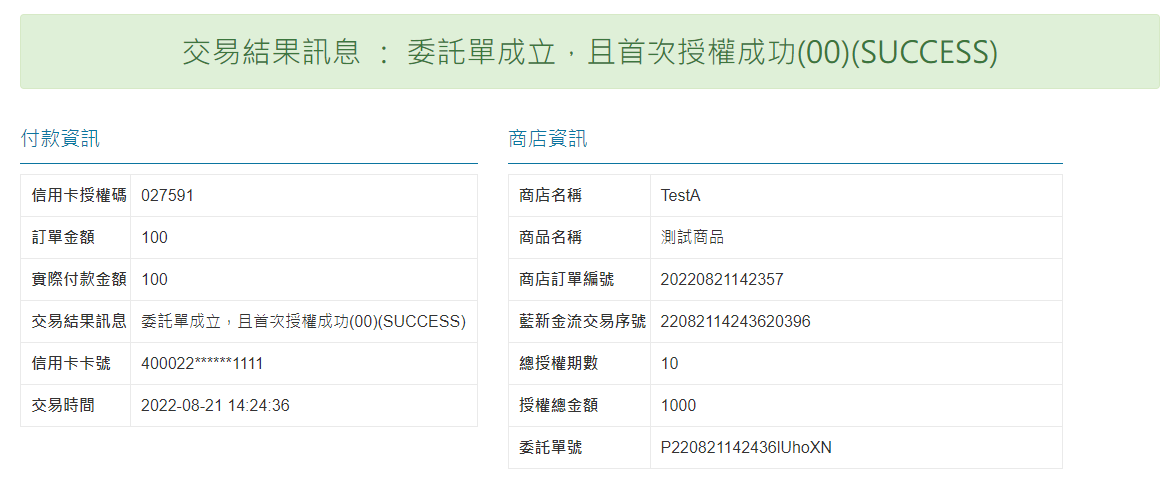 交易結果訊息 ： 委託單成立，且首次授權成功(00)(SUCCESS)
付款資訊
信用卡授權碼 027591
訂單金額 100
實際付款金額 100
交易結果訊息 委託單成立，且首次授權成功(00)(SUCCESS)
信用卡卡號 400022******1111
交易時間 2022-08-21 14:24:36
商店資訊
商店名稱 TestA
商品名稱 測試商品
商店訂單編號 20220821142357
藍新金流交易序號 22082114243620396
總授權期數 10
授權總金額 1000
委託單號 P220821142436lUhoXN